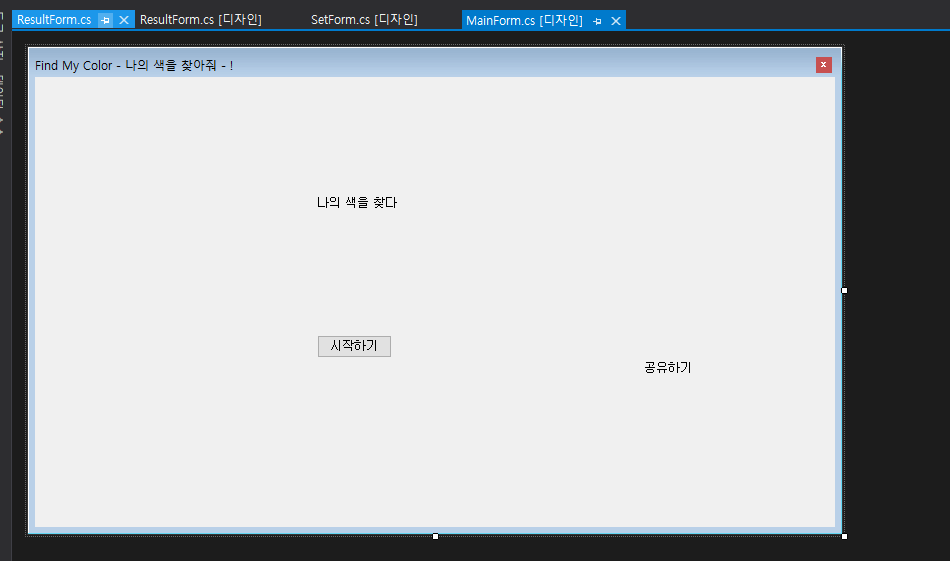 ResultForm.cs ResultForm.cs [디자인] SetForm.cs [디자인] MainForm.cs [디자인]
Find My Color - 나의 색을 찾아줘 - !
나의 색을 찾다
시작하기
공유하기